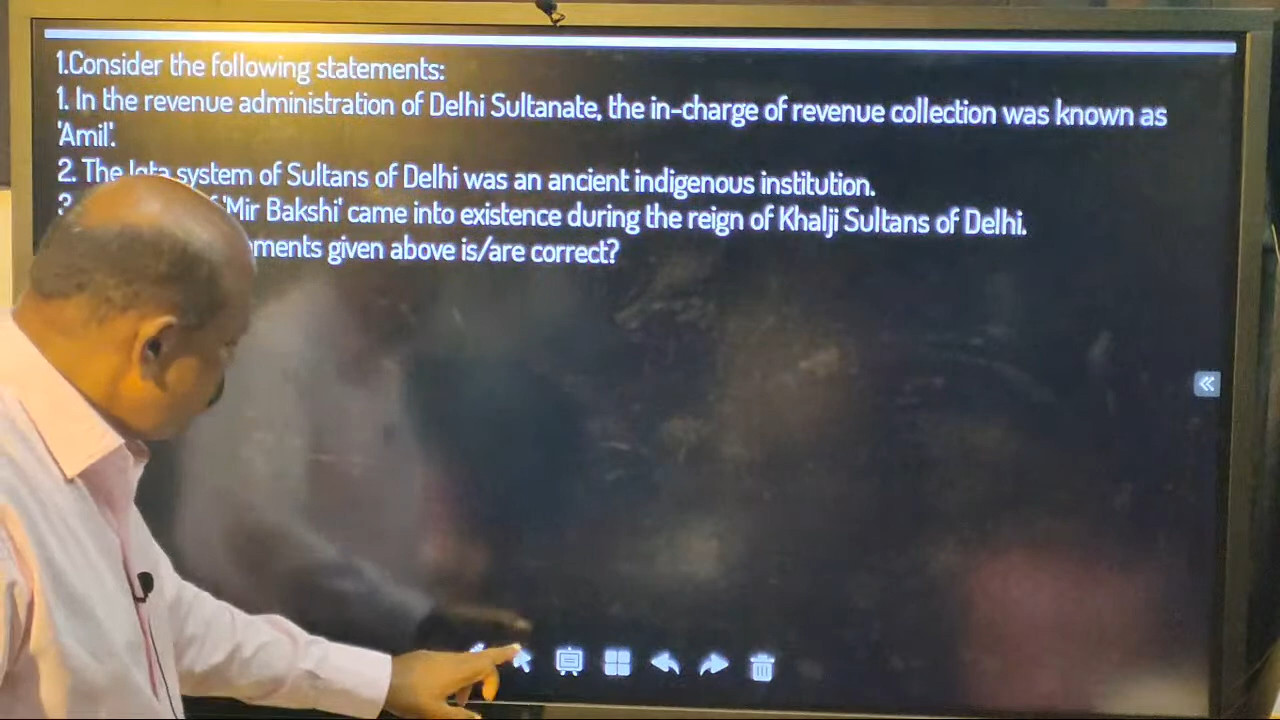 1.Consider the following statements:
1. In the revenue administration of Delhi Sultanate, the in-charge of revenue collection was known as
'Amil'.
2. The Iqta system of Sultans of Delhi was an ancient indigenous institution.
3 'Mir Bakshi' came into existence during the reign of Khalji Sultans of Delhi.
ments given above is/are correct?